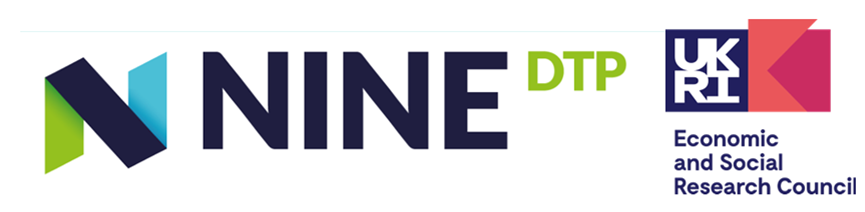 NINE DTP
UK
RI
Economic
and Social
Research Council